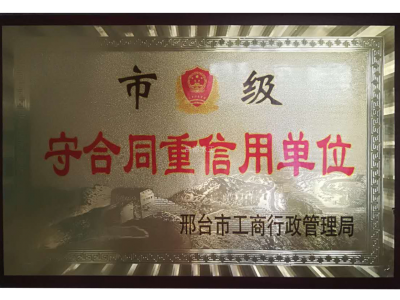 市级
守合同重信用单位
邢台市工商行政管理局